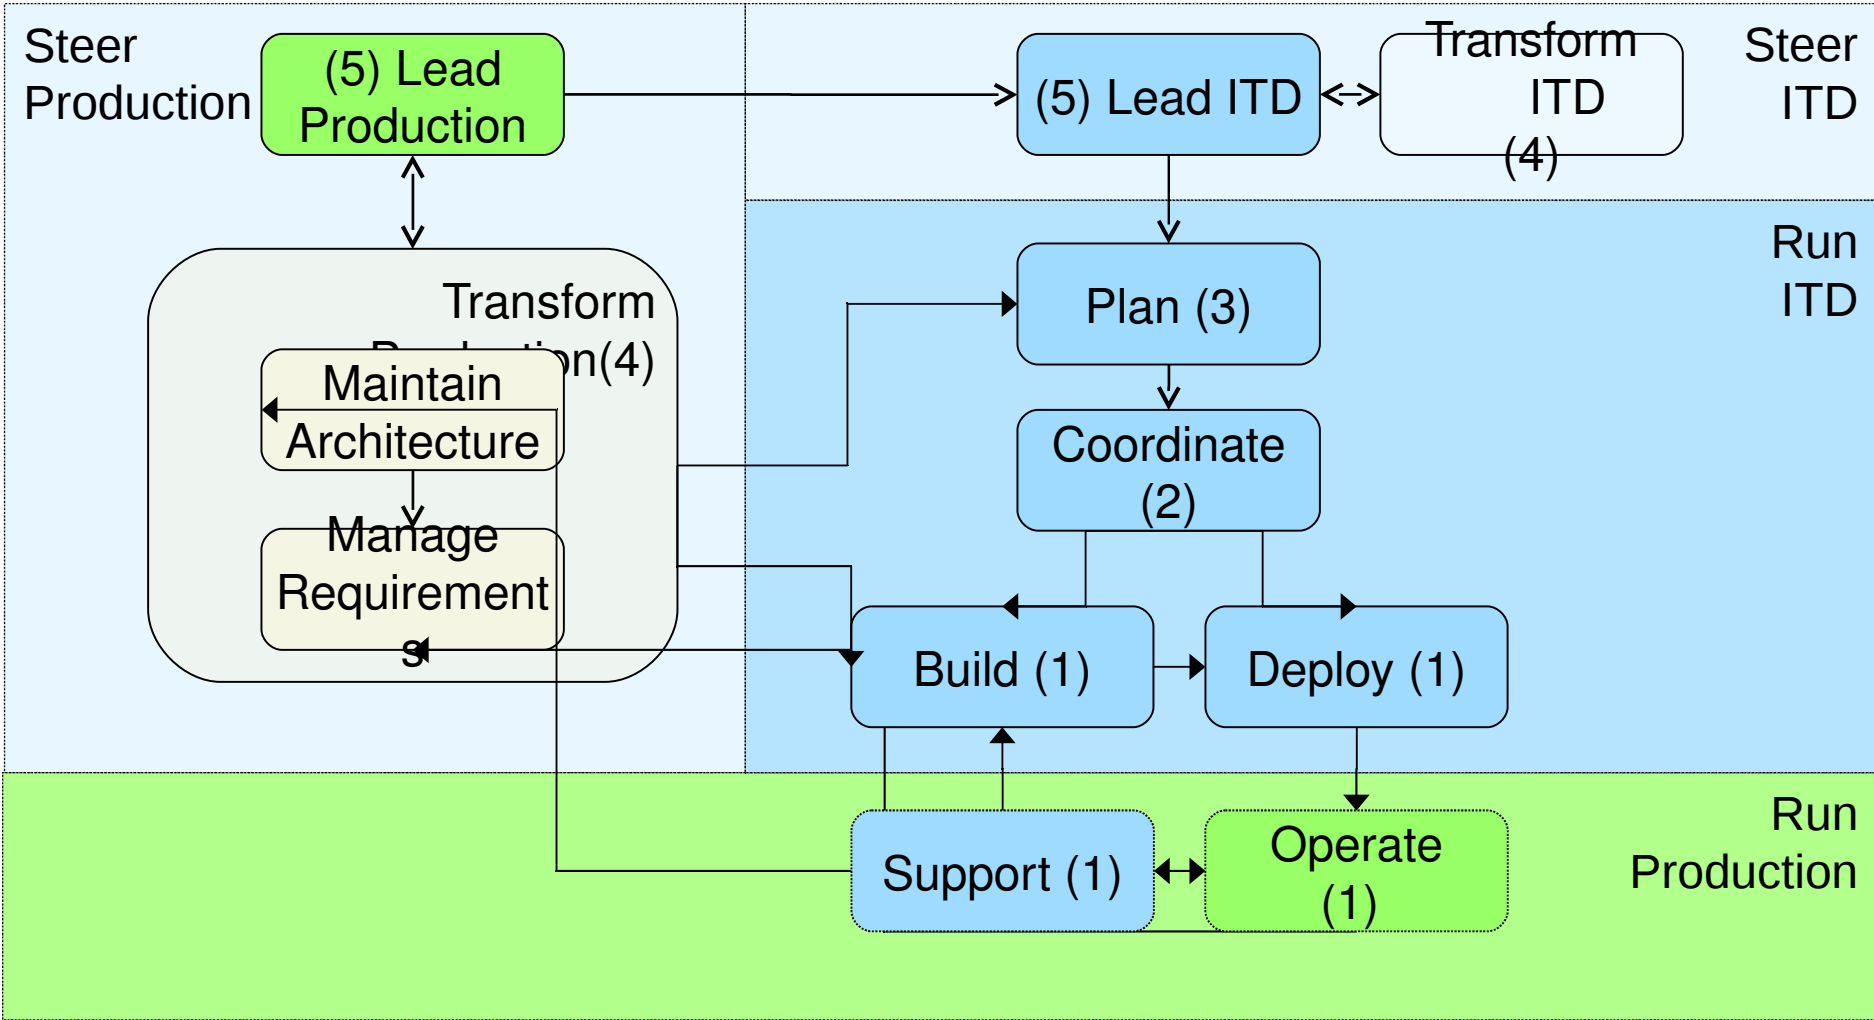 Steer
Production
(5) Lead
Production
(5) Lead ITD
Transform
ITD
(4)
Steer
ITD
Run
ITD
Transform
on(4)
Maintain
Architecture
Manage
Requirement
s
Plan (3)
Coordinate
(2)
Build (1)
Deploy (1)
Support (1)
Operate
(1)
Run
Production